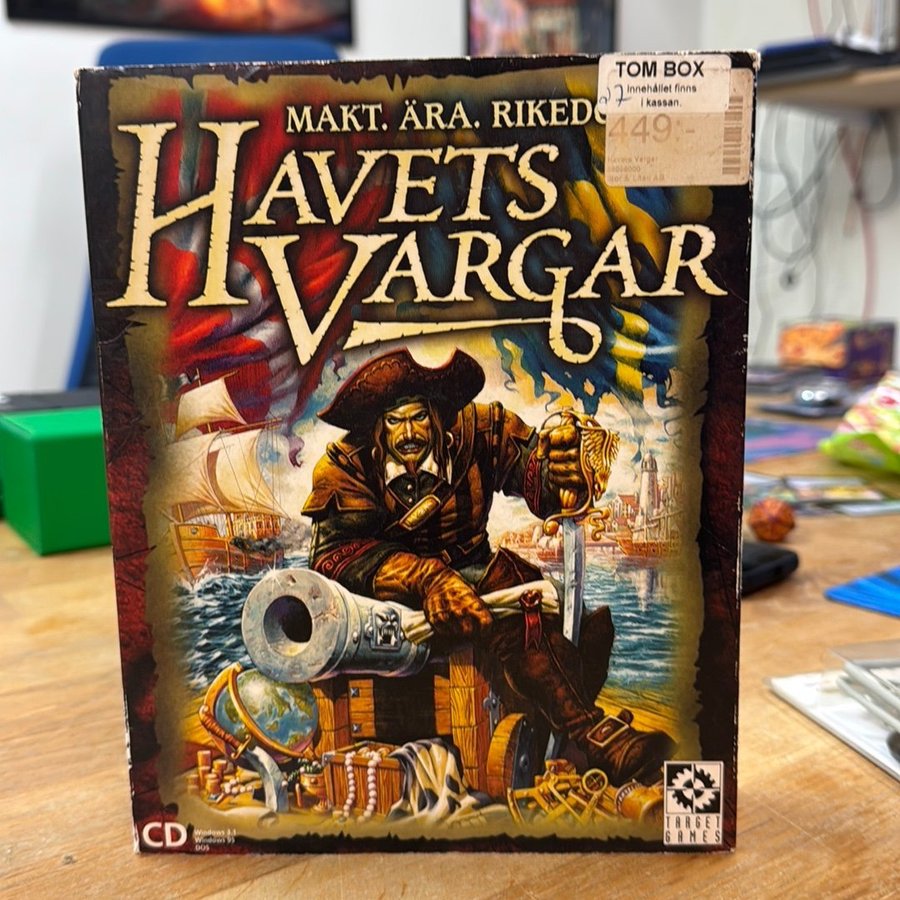 TOM BOX
Innehållet finns
i kassan.
449:-
Havets Vargar
MAKT. ÄRA.
HAVETS
VARGAR
CD
Windows 3.1
Windows 95
DOS
TARGET
GAMES